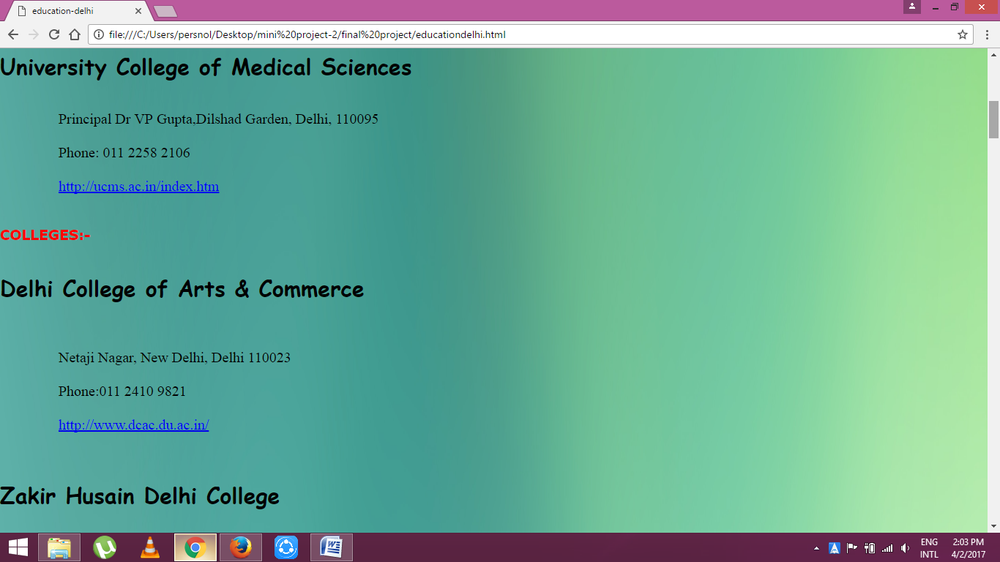 education-delhi
file:///C:/Users/persnol/Desktop/mini%20project-2/final%20project/educationdelhi.html
University College of Medical Sciences
Principal Dr VP Gupta,Dilshad Garden, Delhi, 110095
Phone: 011 2258 2106
http://ucms.ac.in/index.htm
COLLEGES:-
Delhi College of Arts & Commerce
Netaji Nagar, New Delhi, Delhi 110023
Phone:011 2410 9821
http://www.dcac.du.ac.in/
Zakir Husain Delhi College
ENG 2:03 PM
INTL 4/2/2017